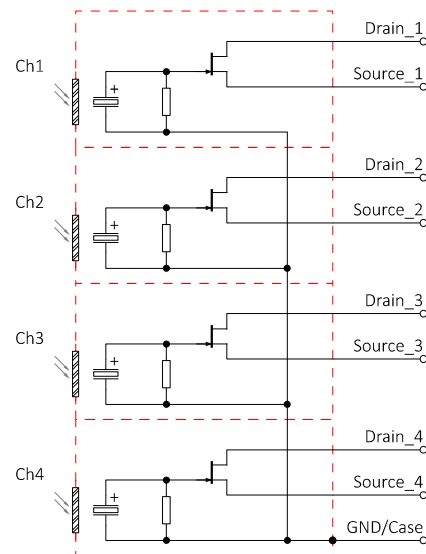 Drain_1
Ch1
Source_1
+
Drain_2
Ch2
Source_2
+
Drain_3
Ch3
Source_3
+
Drain_4
Ch4
Source_4
+
GND/Case